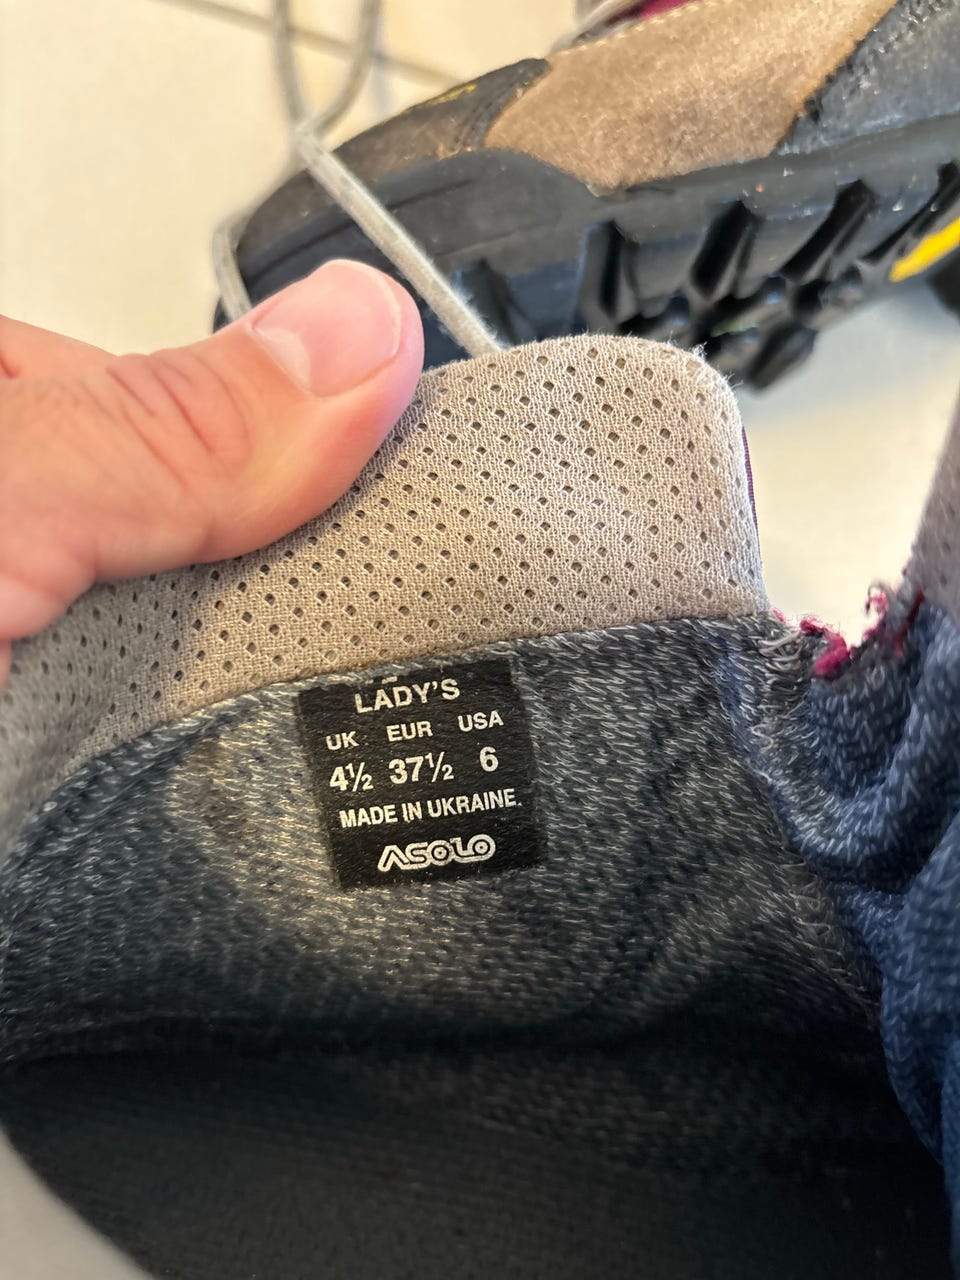 LADY'S
UK EUR USA
4½ 37½ 6
MADE IN UKRAINE.
ASOLO